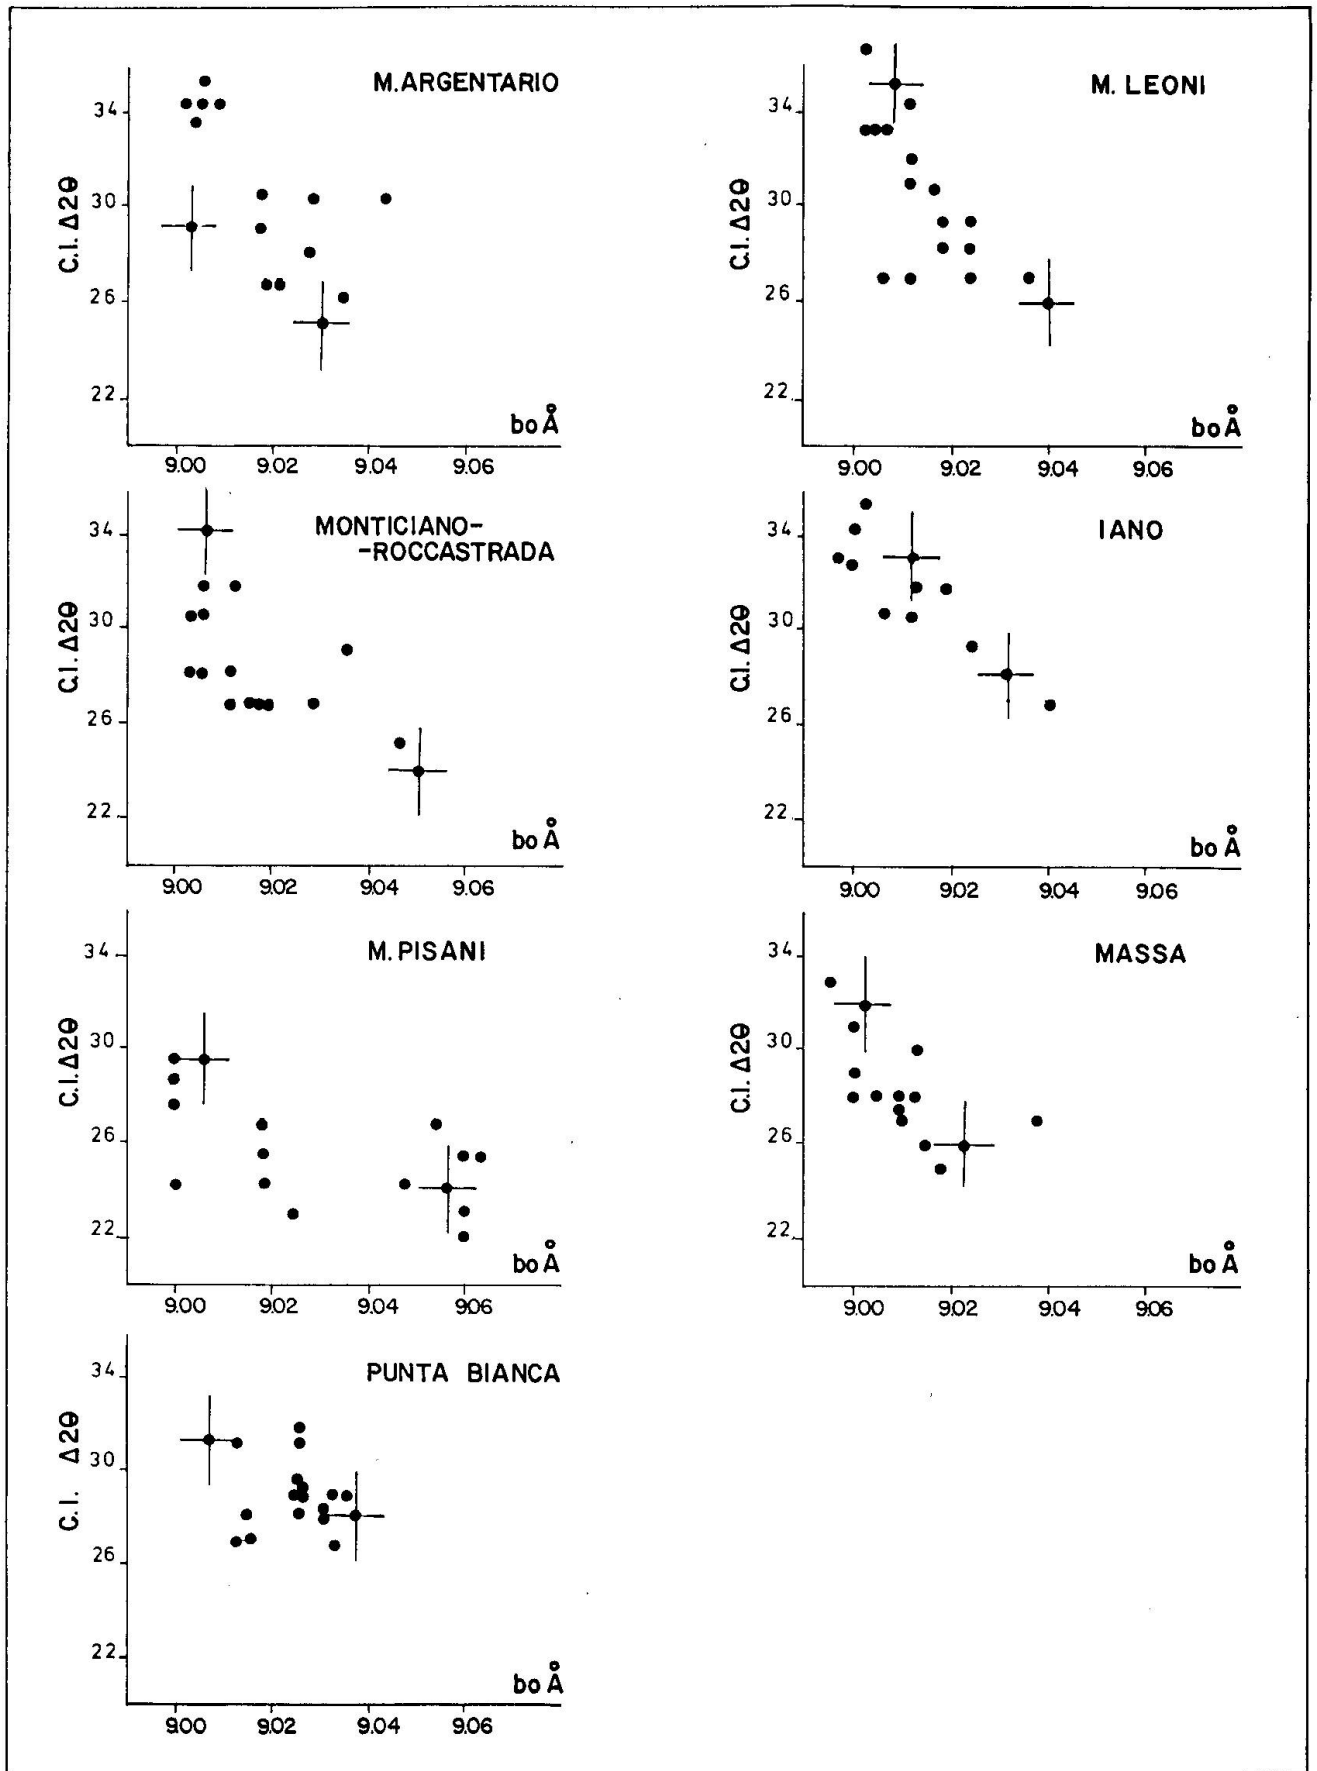 M. ARGENTARIO
34
30
26
22
C.I. Δ2θ
bo Å
9.00 9.02 9.04 9.06
M. LEONI
34
30
26
22
C.I. Δ2θ
bo Å
9.00 9.02 9.04 9.06
MONTICIANO-
-ROCCASTRADA
34
30
26
22
C.I. Δ2θ
bo Å
9.00 9.02 9.04 9.06
IANO
34
30
26
22
C.I. Δ2θ
bo Å
9.00 9.02 9.04 9.06
M. PISANI
34
30
26
22
C.I. Δ2θ
bo Å
9.00 9.02 9.04 9.06
MASSA
34
30
26
22
C.I. Δ2θ
bo Å
9.00 9.02 9.04 9.06
PUNTA BIANCA
34
30
26
22
C.I. Δ2θ
bo Å
9.00 9.02 9.04 9.06